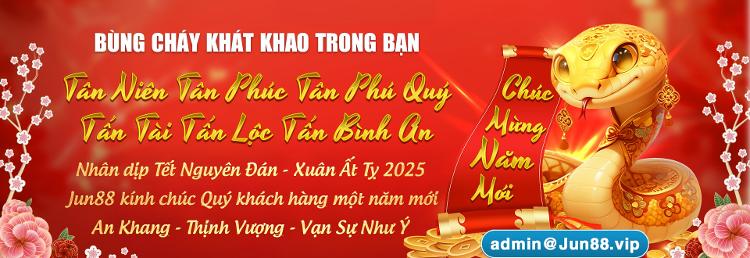 BÙNG CHÁY KHÁT KHAO TRONG BẠN
Tân Niên Tân Phúc Tân Phú Quý
Tấn Tài Tấn Lộc Tấn Bình An
Nhân dịp Tết Nguyên Đán - Xuân Ất Tỵ 2025
Jun88 kính chúc Quý khách hàng một năm mới
An Khang - Thịnh Vượng - Vạn Sự Như Ý
Chúc
Mừng
Năm
Mới
admin@Jun88.vip